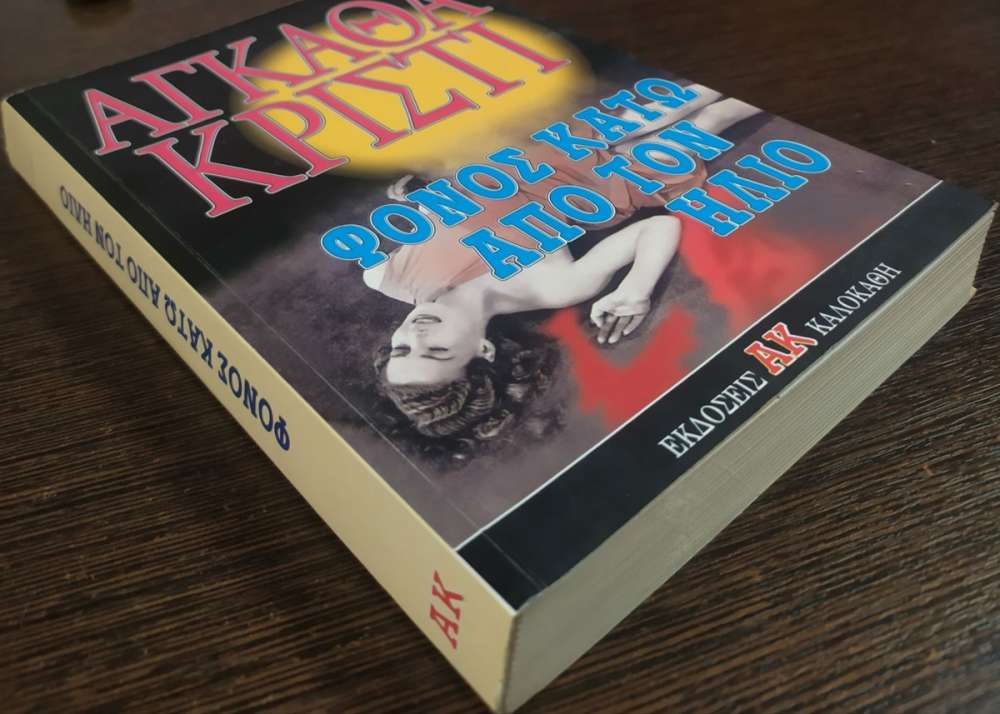 ΑΓΚΑΘΑ
ΚΡΙΣΤΙ
ΦΟΝΟΣ ΚΑΤΩ
ΑΠΟ ΤΟΝ
ΗΛΙΟ
ΕΚΔΟΣΕΙΣ ΑΚ ΚΑΛΟΚΑΘΗ
ΦΟΝΟΣ ΚΑΤΩ ΑΠΟ ΤΟΝ ΗΛΙΟ
ΑΚ